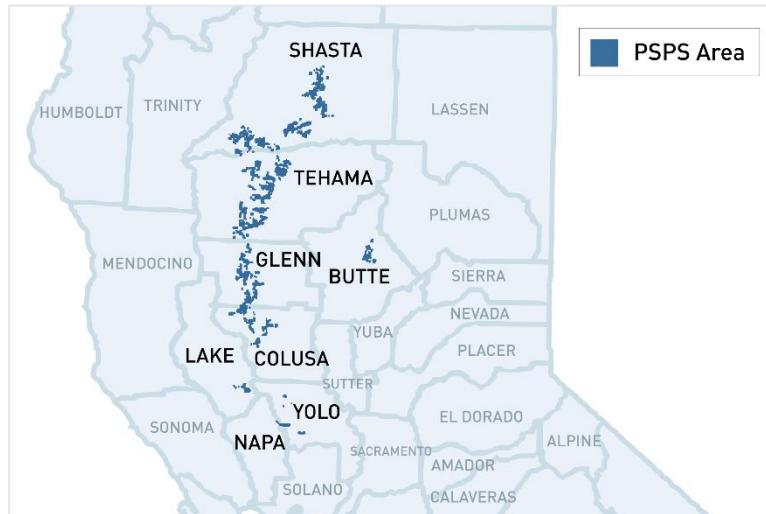 SHASTA
PSPS Area
HUMBOLDT
TRINITY
LASSEN
TEHAMA
PLUMAS
MENDOCINO
GLENN
BUTTE
SIERRA
NEVADA
YUBA
PLACER
LAKE
COLUSA
SUTTER
YOLO
EL DORADO
SONOMA
NAPA
SACRAMENTO
ALPINE
AMADOR
SOLANO
CALAVERAS